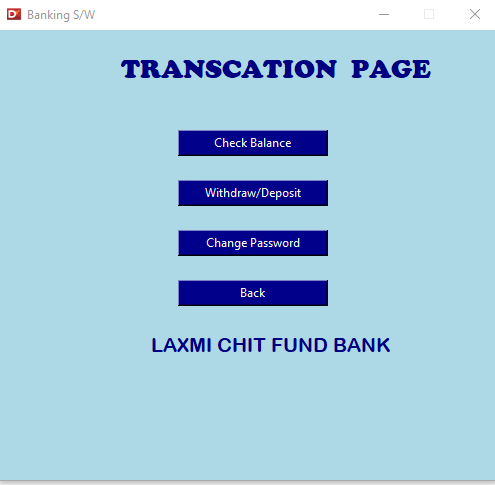 Banking S/W
TRANSCATION PAGE
Check Balance
Withdraw/Deposit
Change Password
Back
LAXMI CHIT FUND BANK